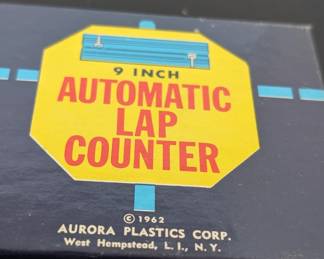 9 INCH
AUTOMATIC
LAP
COUNTER
© 1962
AURORA PLASTICS CORP.
West Hempstead, L. I., N. Y.